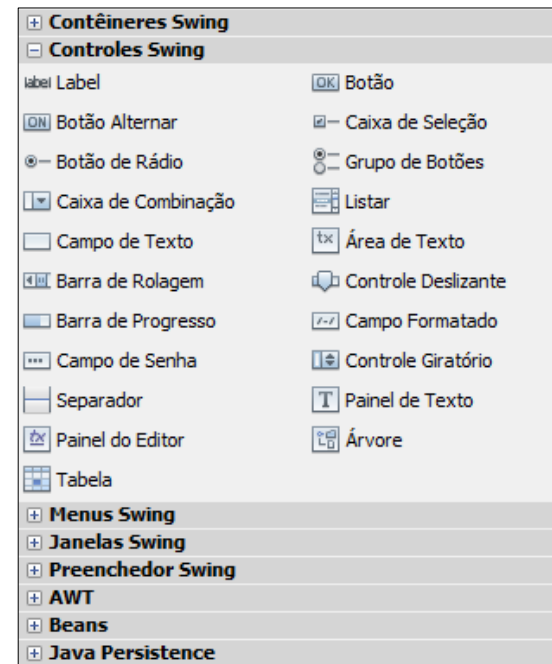 Contêineres Swing
Controles Swing
label Label
OK Botão
ON Botão Alternar
Caixa de Seleção
Botão de Rádio
Grupo de Botões
Caixa de Combinação
Listar
Campo de Texto
tx Área de Texto
Barra de Rolagem
Controle Deslizante
Barra de Progresso
Campo Formatado
Campo de Senha
Controle Giratório
Separador
T Painel de Texto
tx Painel do Editor
Árvore
Tabela
Menus Swing
Janelas Swing
Preenchedor Swing
AWT
Beans
Java Persistence